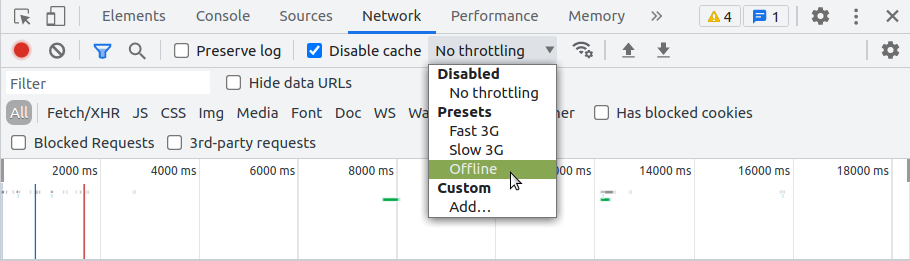 Elements Console Sources Network Performance Memory 4 1
Preserve log Disable cache No throttling
Filter Hide data URLs
All Fetch/XHR JS CSS Img Media Font Doc WS Has blocked cookies
Blocked Requests 3rd-party requests
Disabled
No throttling
Presets
Fast 3G
Slow 3G
Offline
Custom
Add...
2000 ms 4000 ms 6000 ms 8000 ms 14000 ms 16000 ms 18000 ms